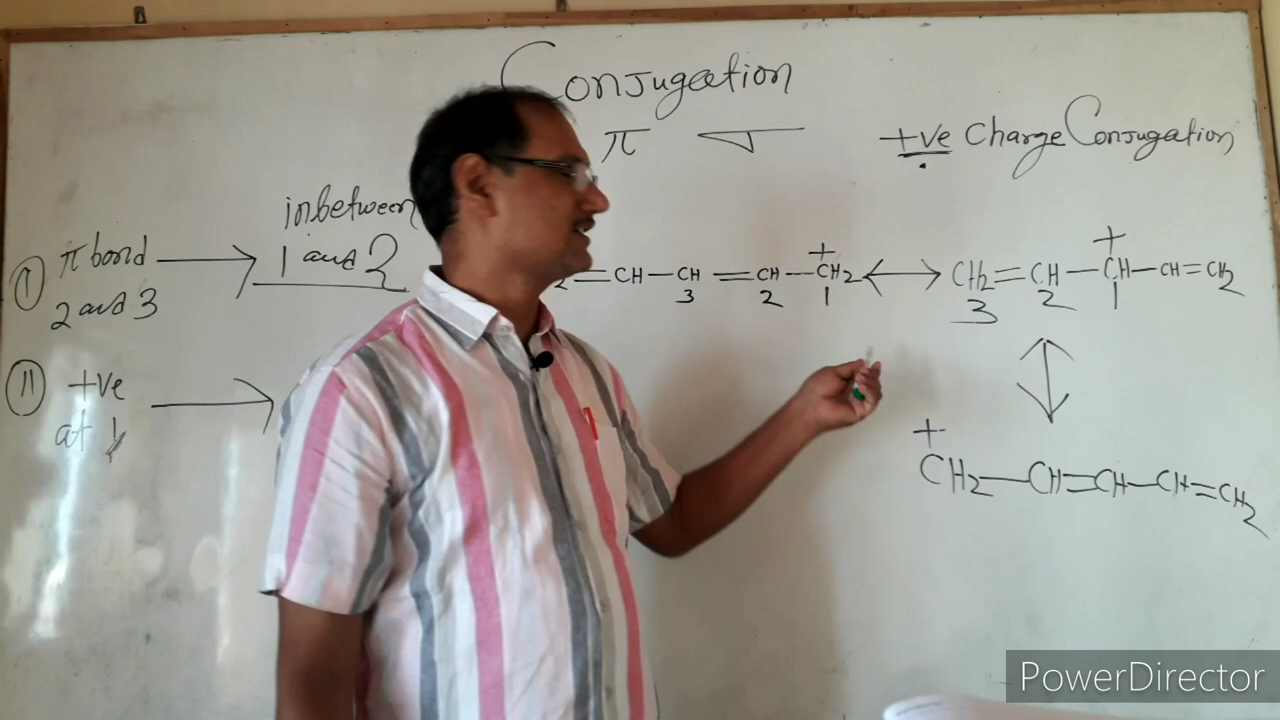 Conjugation
π σ
+ve Charge Conjugation
I π bond → inbetween
2 and 3 1 and 2
II +ve →
at 1
2=CH—CH=CH—CH2 ↔ CH2=CH—CH—CH=CH2
+ +
3 2 1 3 2 1
↕
+
CH2—CH=CH—CH=CH2
PowerDirector